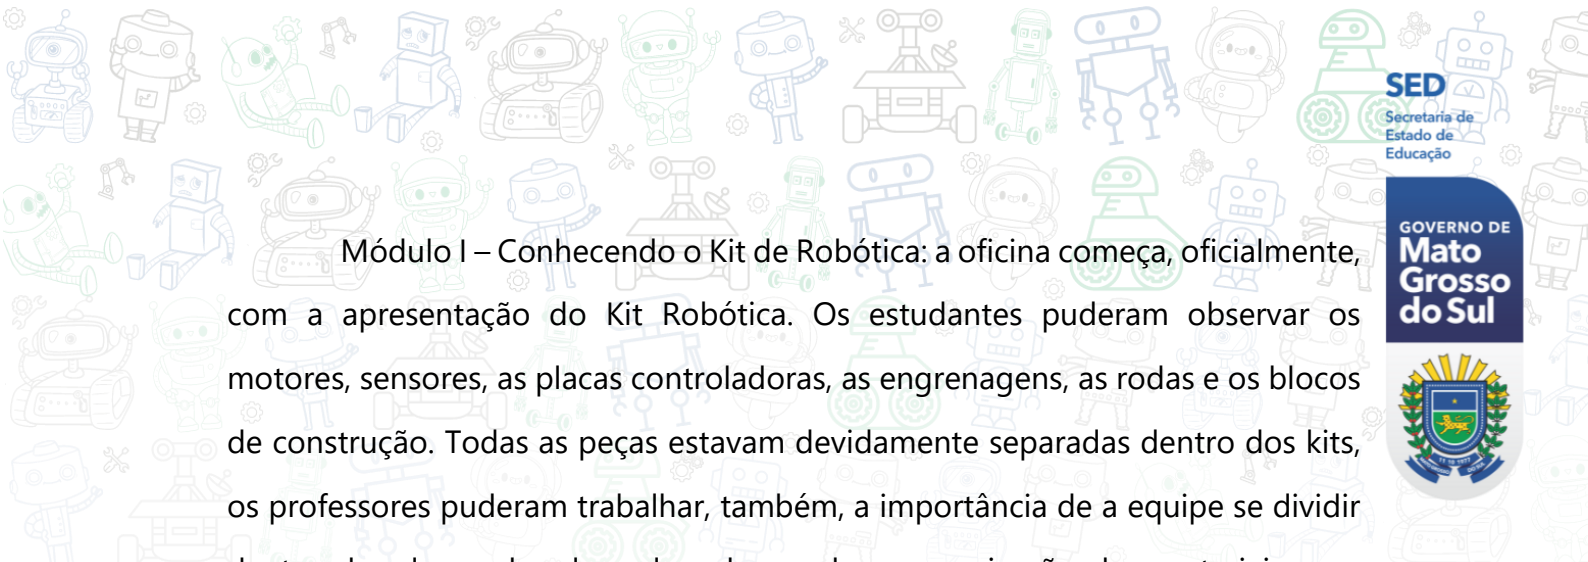 SED
Secretaria de
Estado de
Educação
GOVERNO DE
Mato
Grosso
do Sul
Módulo I – Conhecendo o Kit de Robótica: a oficina começa, oficialmente,
com a apresentação do Kit Robótica. Os estudantes puderam observar os
motores, sensores, as placas controladoras, as engrenagens, as rodas e os blocos
de construção. Todas as peças estavam devidamente separadas dentro dos kits,
os professores puderam trabalhar, também, a importância de a equipe se dividir